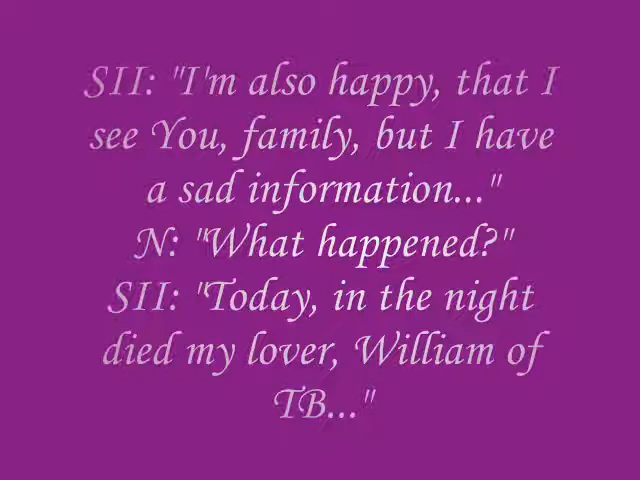 SII: "I'm also happy, that I
see You, family, but I have
a sad information..."
N: "What happened?"
SII: "Today, in the night
died my lover, William of
TB..."